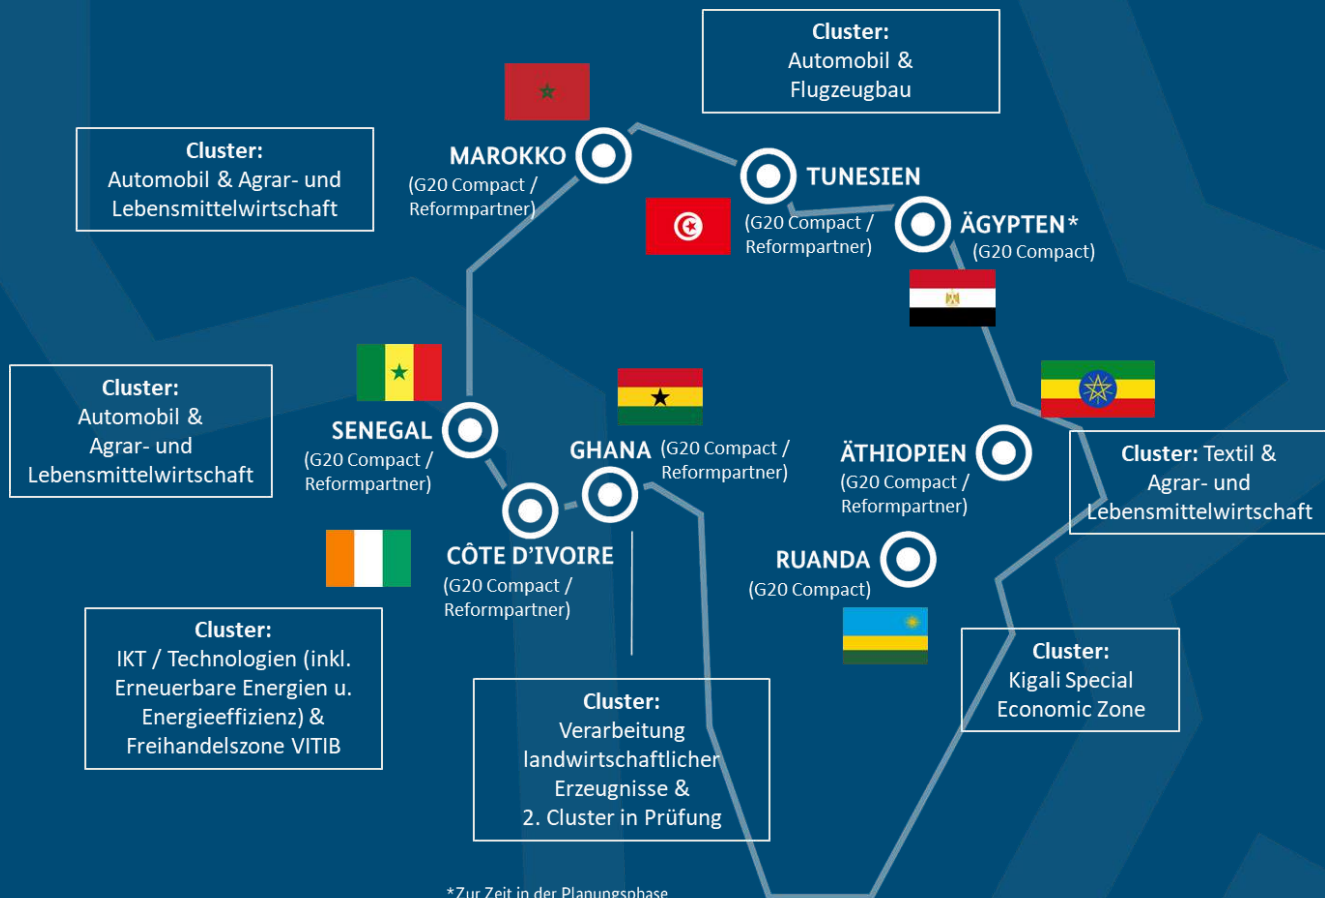 Cluster:
Automobil &
Flugzeugbau
Cluster:
Automobil & Agrar- und
Lebensmittelwirtschaft
MAROKKO
(G20 Compact /
Reformpartner)
TUNESIEN
(G20 Compact /
Reformpartner)
ÄGYPTEN*
(G20 Compact)
Cluster:
Automobil &
Agrar- und
Lebensmittelwirtschaft
SENEGAL
(G20 Compact /
Reformpartner)
GHANA (G20 Compact /
Reformpartner)
ÄTHIOPIEN
(G20 Compact /
Reformpartner)
Cluster: Textil &
Agrar- und
Lebensmittelwirtschaft
CÔTE D'IVOIRE
(G20 Compact /
Reformpartner)
RUANDA
(G20 Compact)
Cluster:
IKT / Technologien (inkl.
Erneuerbare Energien u.
Energieeffizienz) &
Freihandelszone VITIB
Cluster:
Verarbeitung
landwirtschaftlicher
Erzeugnisse &
2. Cluster in Prüfung
Cluster:
Kigali Special
Economic Zone
*Zur Zeit in der Planungsphase